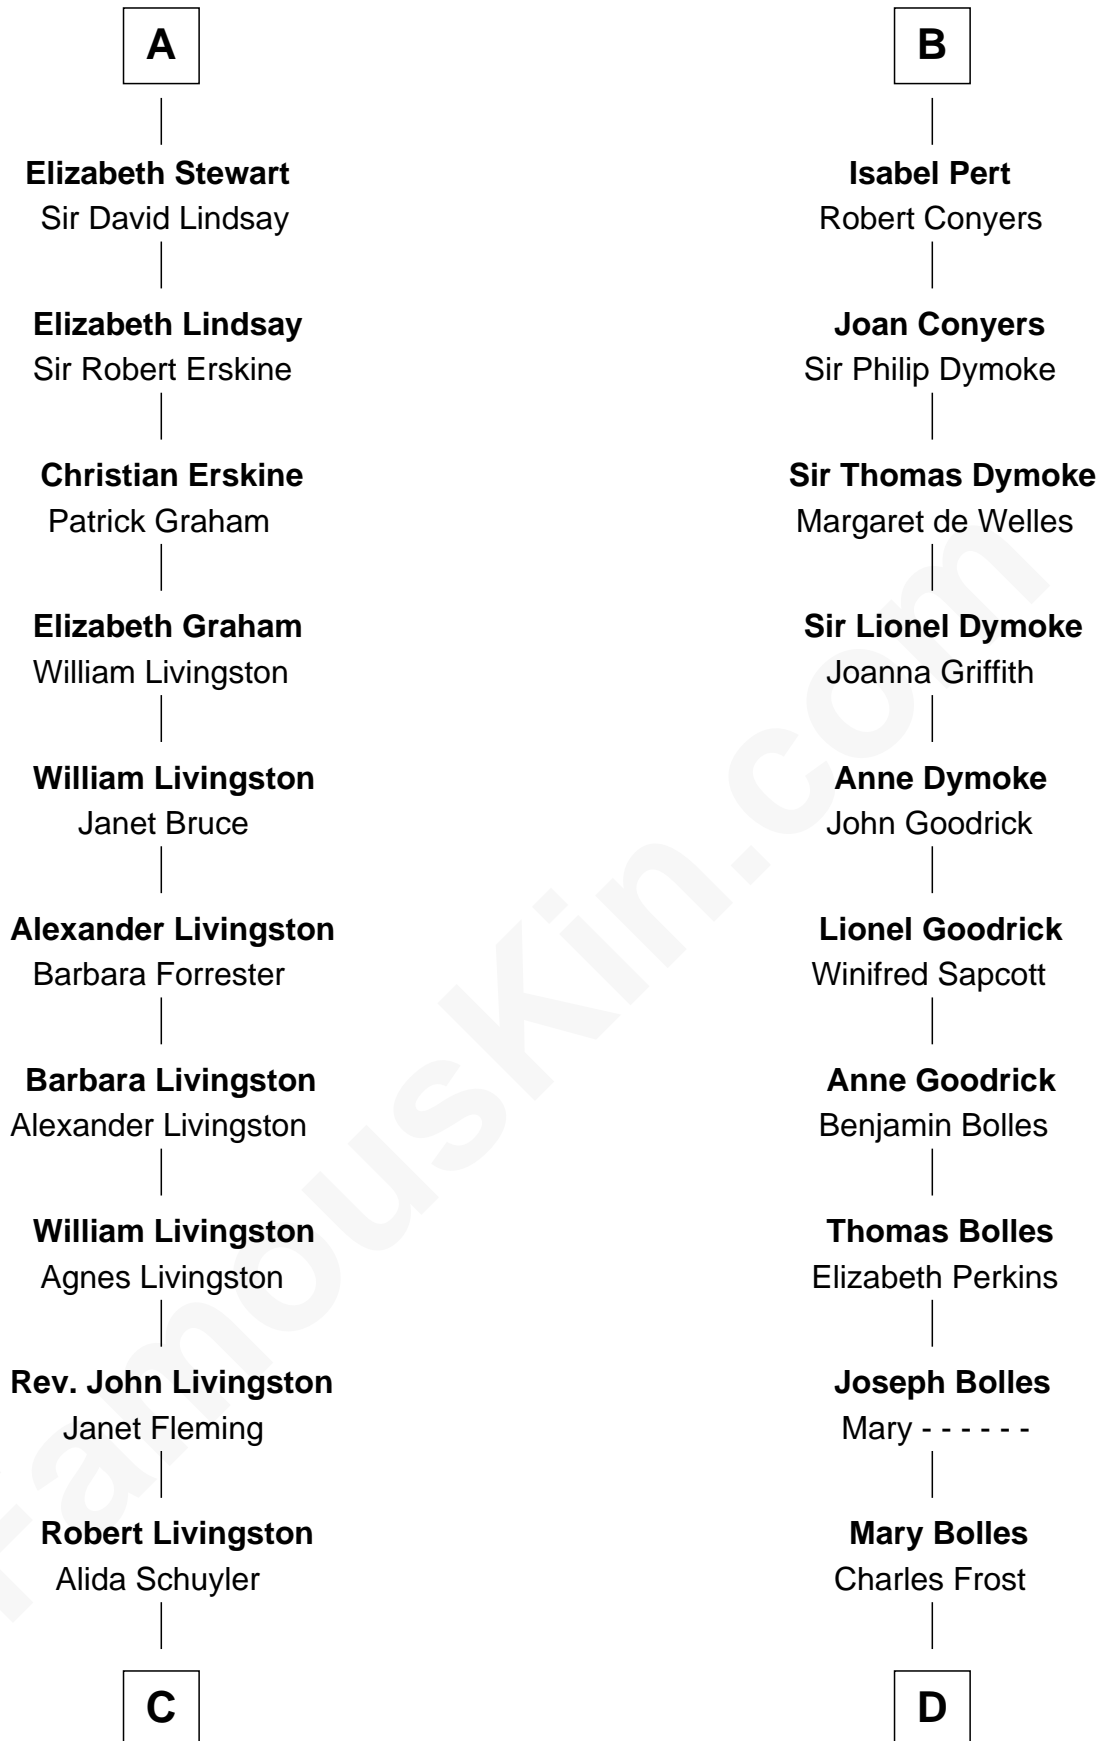 A
Elizabeth Stewart
Sir David Lindsay
Elizabeth Lindsay
Sir Robert Erskine
Christian Erskine
Patrick Graham
Elizabeth Graham
William Livingston
William Livingston
Janet Bruce
Alexander Livingston
Barbara Forrester
Barbara Livingston
Alexander Livingston
William Livingston
Agnes Livingston
Rev. John Livingston
Janet Fleming
Robert Livingston
Alida Schuyler
C
B
Isabel Pert
Robert Conyers
Joan Conyers
Sir Philip Dymoke
Sir Thomas Dymoke
Margaret de Welles
Sir Lionel Dymoke
Joanna Griffith
Anne Dymoke
John Goodrick
Lionel Goodrick
Winifred Sapcott
Anne Goodrick
Benjamin Bolles
Thomas Bolles
Elizabeth Perkins
Joseph Bolles
Mary - - - - - -
Mary Bolles
Charles Frost
D
FamousKin.com